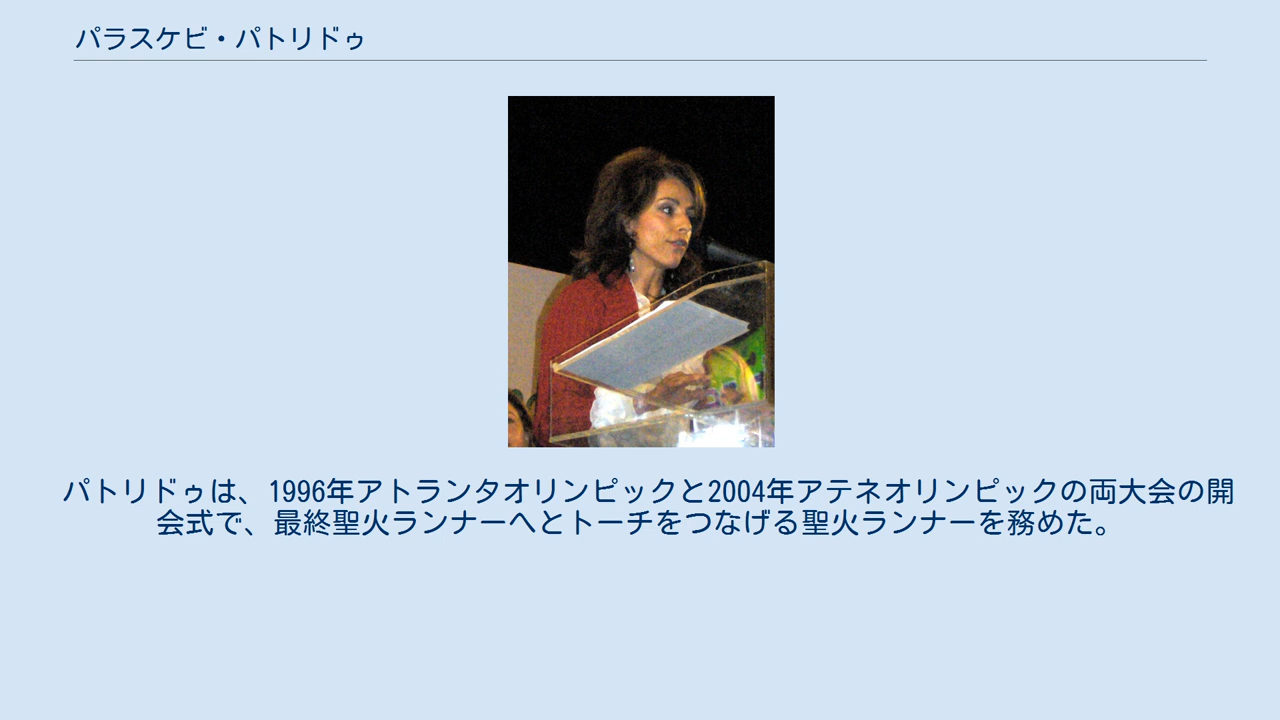 パラスケビ・パトリドゥ
パトリドゥは、1996年アトランタオリンピックと2004年アテネオリンピックの両大会の開
会式で、最終聖火ランナーへとトーチをつなげる聖火ランナーを務めた。